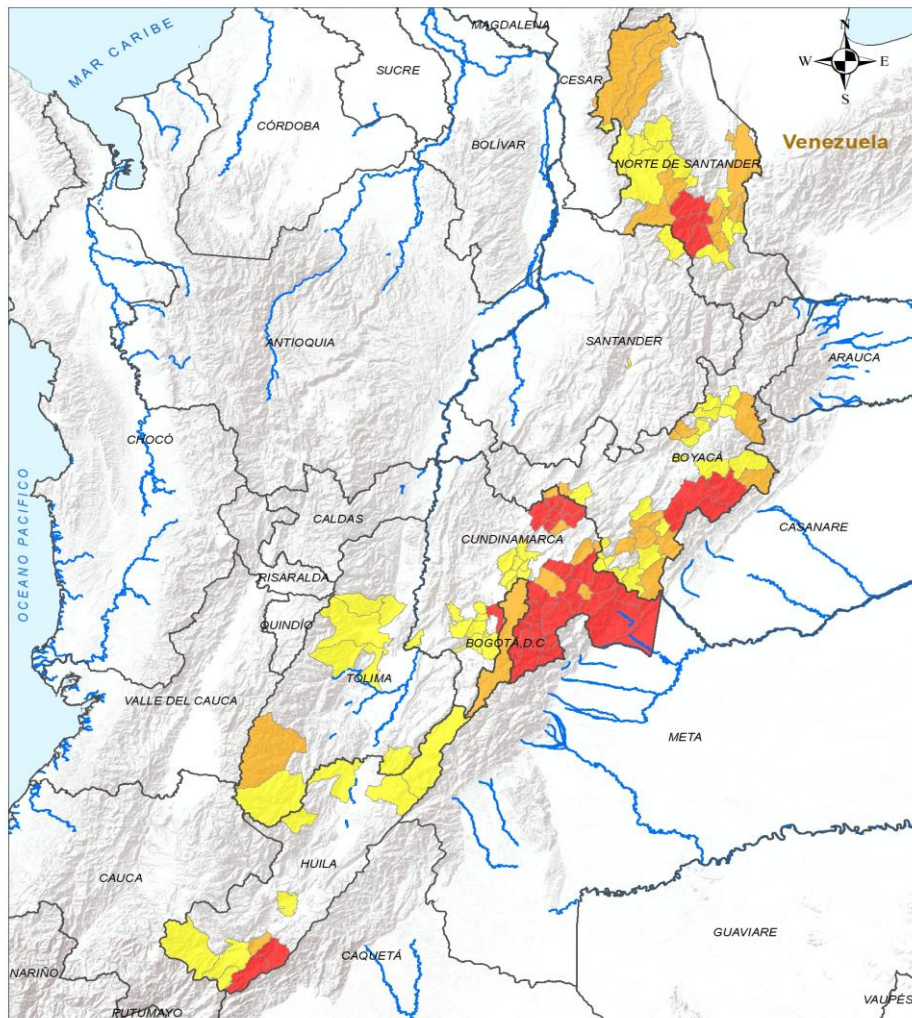 MAGDALENA
MAR CARIBE
N
W
E
S
SUCRE
CESAR
CÓRDOBA
BOLÍVAR
Venezuela
NORTE DE SANTANDER
ANTIOQUIA
SANTANDER
ARAUCA
CHOCÓ
BOYACÁ
CALDAS
CUNDINAMARCA
CASANARE
OCEANO PACIFICO
RISARALDA
QUINDÍO
BOGOTÁ,D.C
TOLIMA
VALLE DEL CAUCA
META
HUILA
CAUCA
GUAVIARE
CAQUETÁ
NARIÑO
VAUPÉS
PUTUMAYO